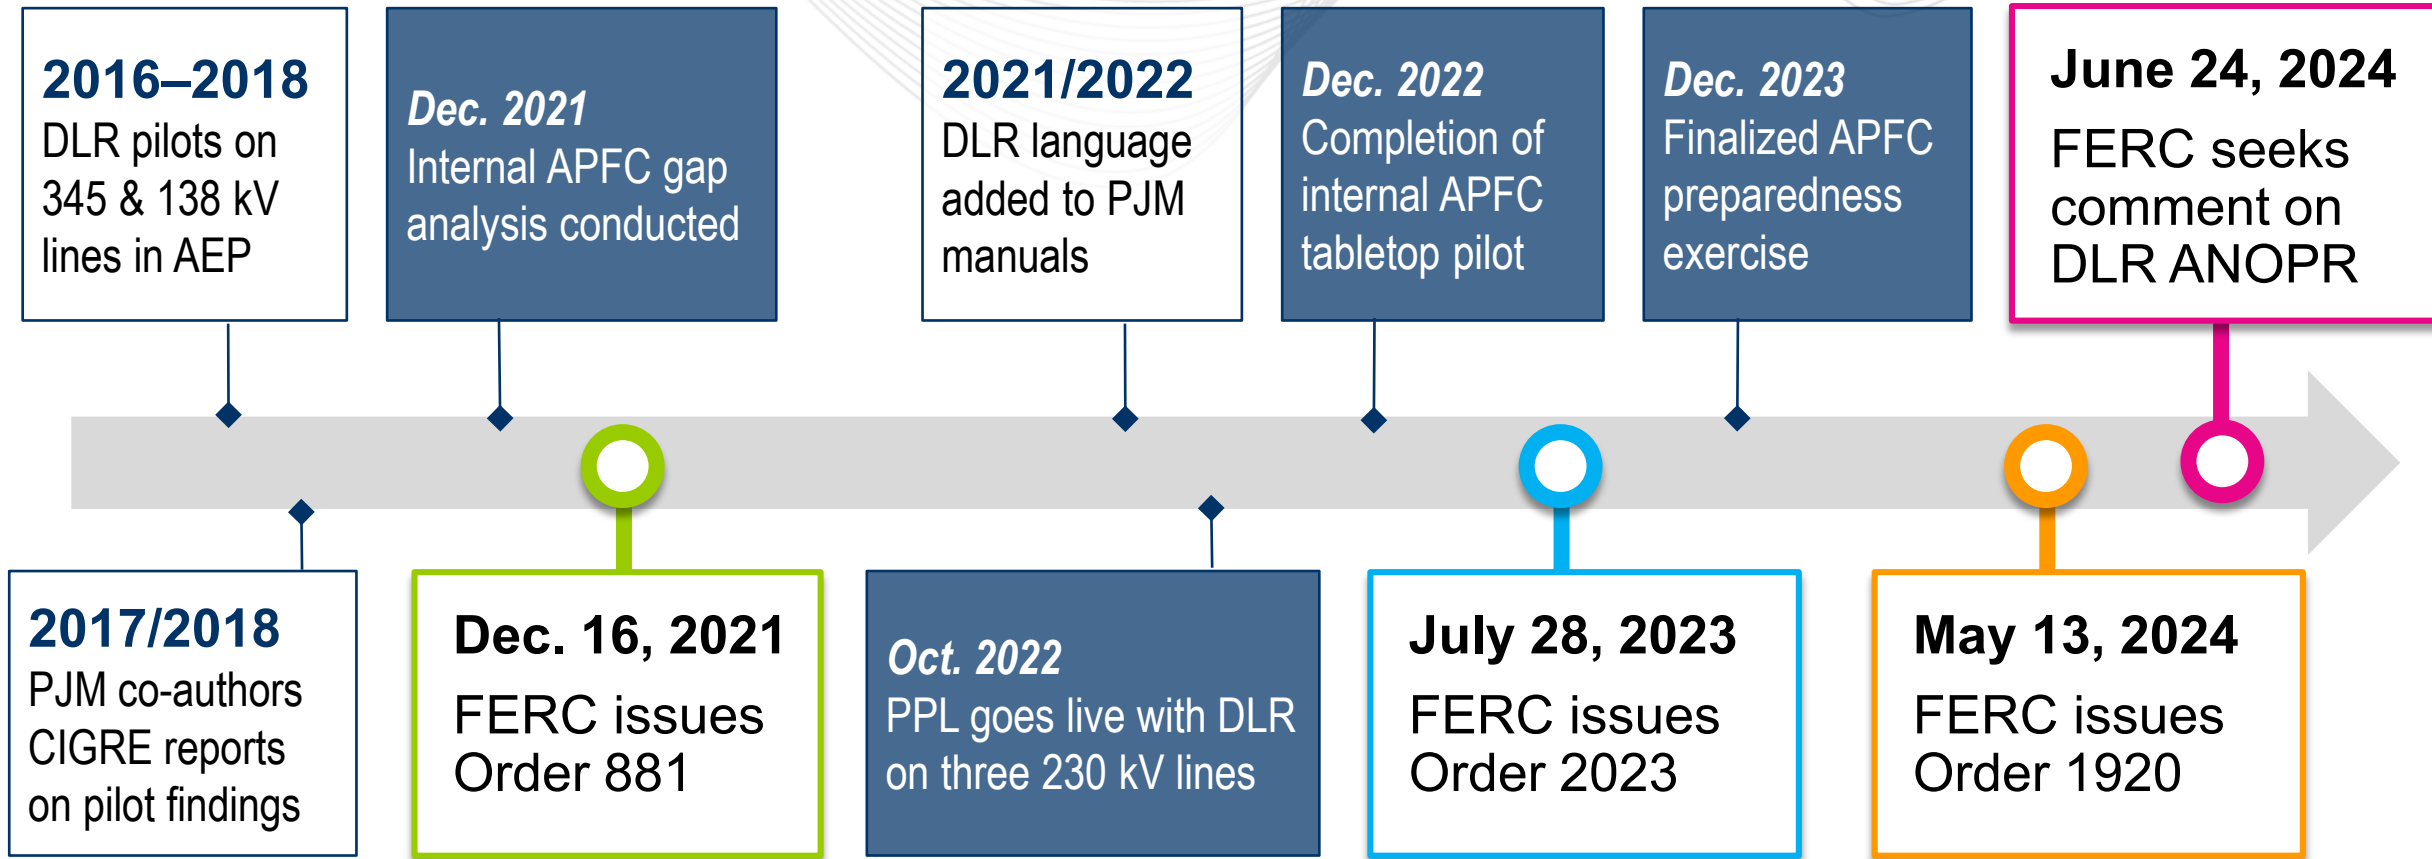 2016–2018
DLR pilots on
345 & 138 kV
lines in AEP
Dec. 2021
Internal APFC gap
analysis conducted
2021/2022
DLR language
added to PJM
manuals
Dec. 2022
Completion of
internal APFC
tabletop pilot
Dec. 2023
Finalized APFC
preparedness
exercise
June 24, 2024
FERC seeks
comment on
DLR ANOPR
2017/2018
PJM co-authors
CIGRE reports
on pilot findings
Dec. 16, 2021
FERC issues
Order 881
Oct. 2022
PPL goes live with DLR
on three 230 kV lines
July 28, 2023
FERC issues
Order 2023
May 13, 2024
FERC issues
Order 1920